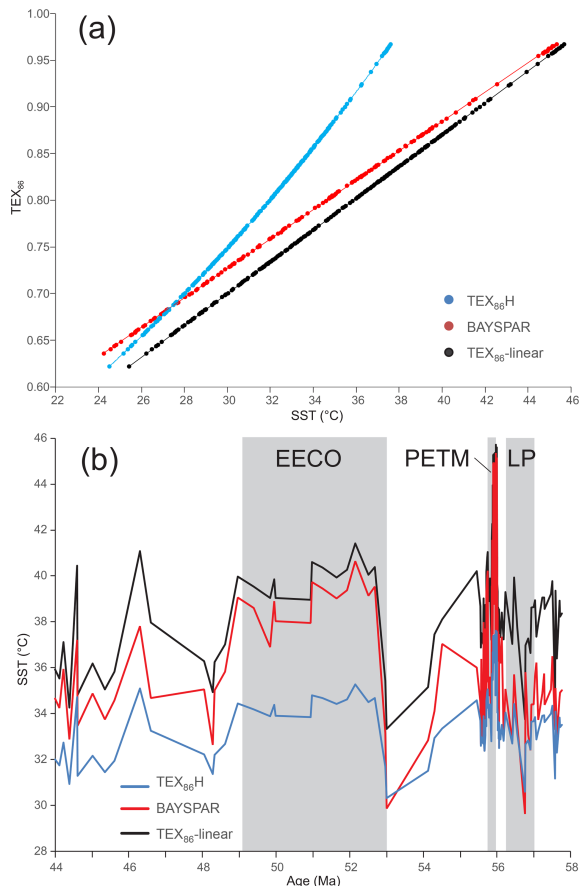 (a)
1.00
0.95
0.90
0.85
0.80
0.75
0.70
0.65
0.60
TEX₈₆
22 24 26 28 30 32 34 36 38 40 42 44 46
SST (°C)
TEX₈₆H
BAYSPAR
TEX₈₆-linear
(b)
EECO
PETM
LP
46
44
42
40
38
36
34
32
30
28
SST (°C)
TEX₈₆H
BAYSPAR
TEX₈₆-linear
44 46 48 50 52 54 56 58
Age (Ma)